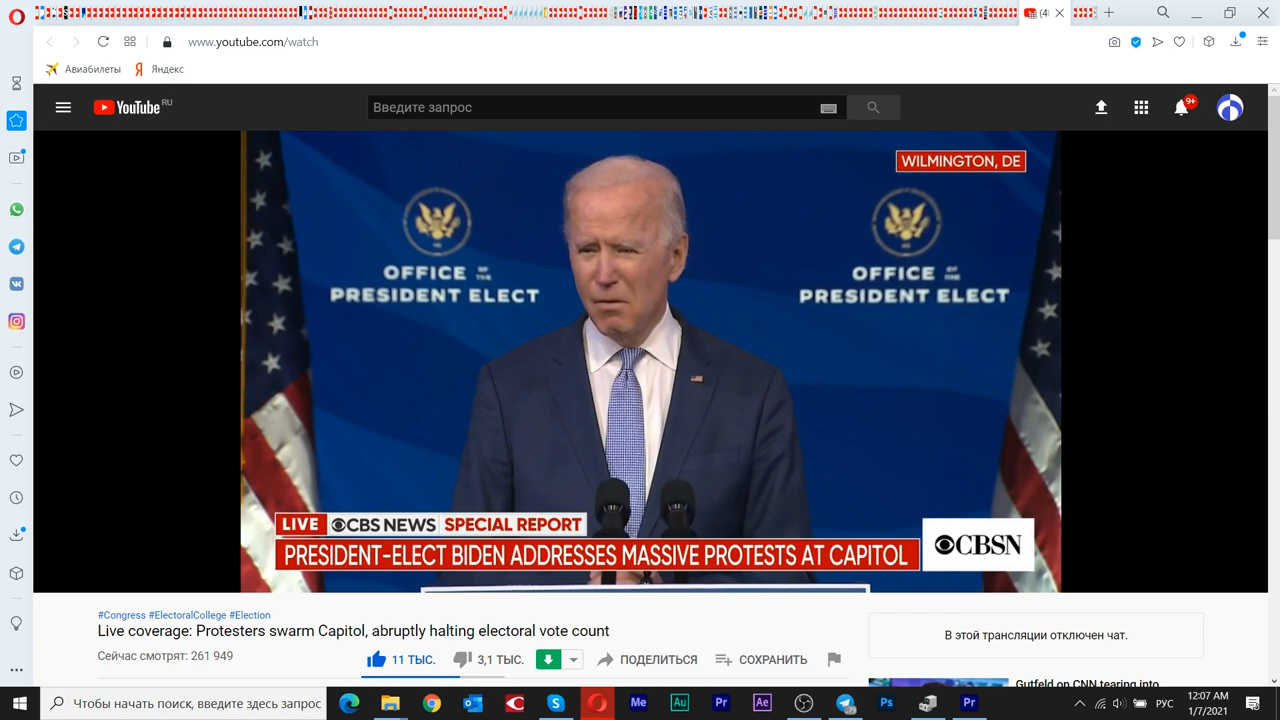 (4
www.youtube.com/watch
Авиабилеты
Яндекс
YouTube RU
Введите запрос
9+
WILMINGTON, DE
OFFICE OF THE
PRESIDENT ELECT
OFFICE OF THE
PRESIDENT ELECT
LIVE CBS NEWS SPECIAL REPORT
PRESIDENT-ELECT BIDEN ADDRESSES MASSIVE PROTESTS AT CAPITOL
CBSN
#Congress #ElectoralCollege #Election
Live coverage: Protesters swarm Capitol, abruptly halting electoral vote count
Сейчас смотрят: 261 949
11 ТЫС.
3,1 ТЫС.
ПОДЕЛИТЬСЯ
СОХРАНИТЬ
В этой трансляции отключен чат.
Gutfeld on CNN tearing into
Чтобы начать поиск, введите здесь запрос
Me
Au
Pr
Ae
Ps
Pr
РУС
12:07 AM
1/7/2021